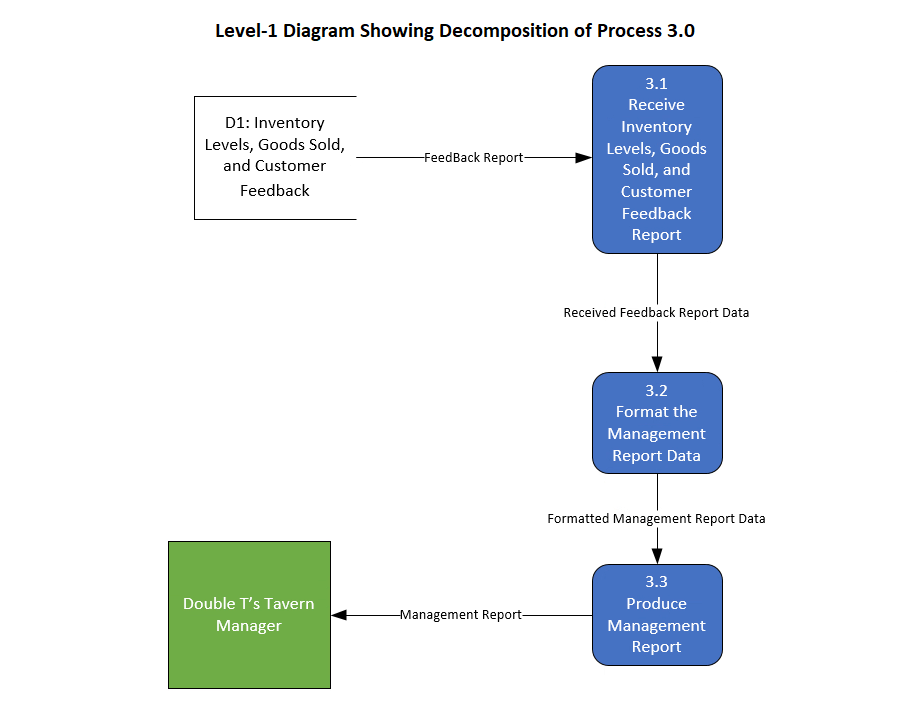 Level-1 Diagram Showing Decomposition of Process 3.0
D1: Inventory
Levels, Goods Sold,
and Customer
Feedback
FeedBack Report
3.1
Receive
Inventory
Levels, Goods
Sold, and
Customer
Feedback
Report
Received Feedback Report Data
3.2
Format the
Management
Report Data
Formatted Management Report Data
3.3
Produce
Management
Report
Management Report
Double T’s Tavern
Manager